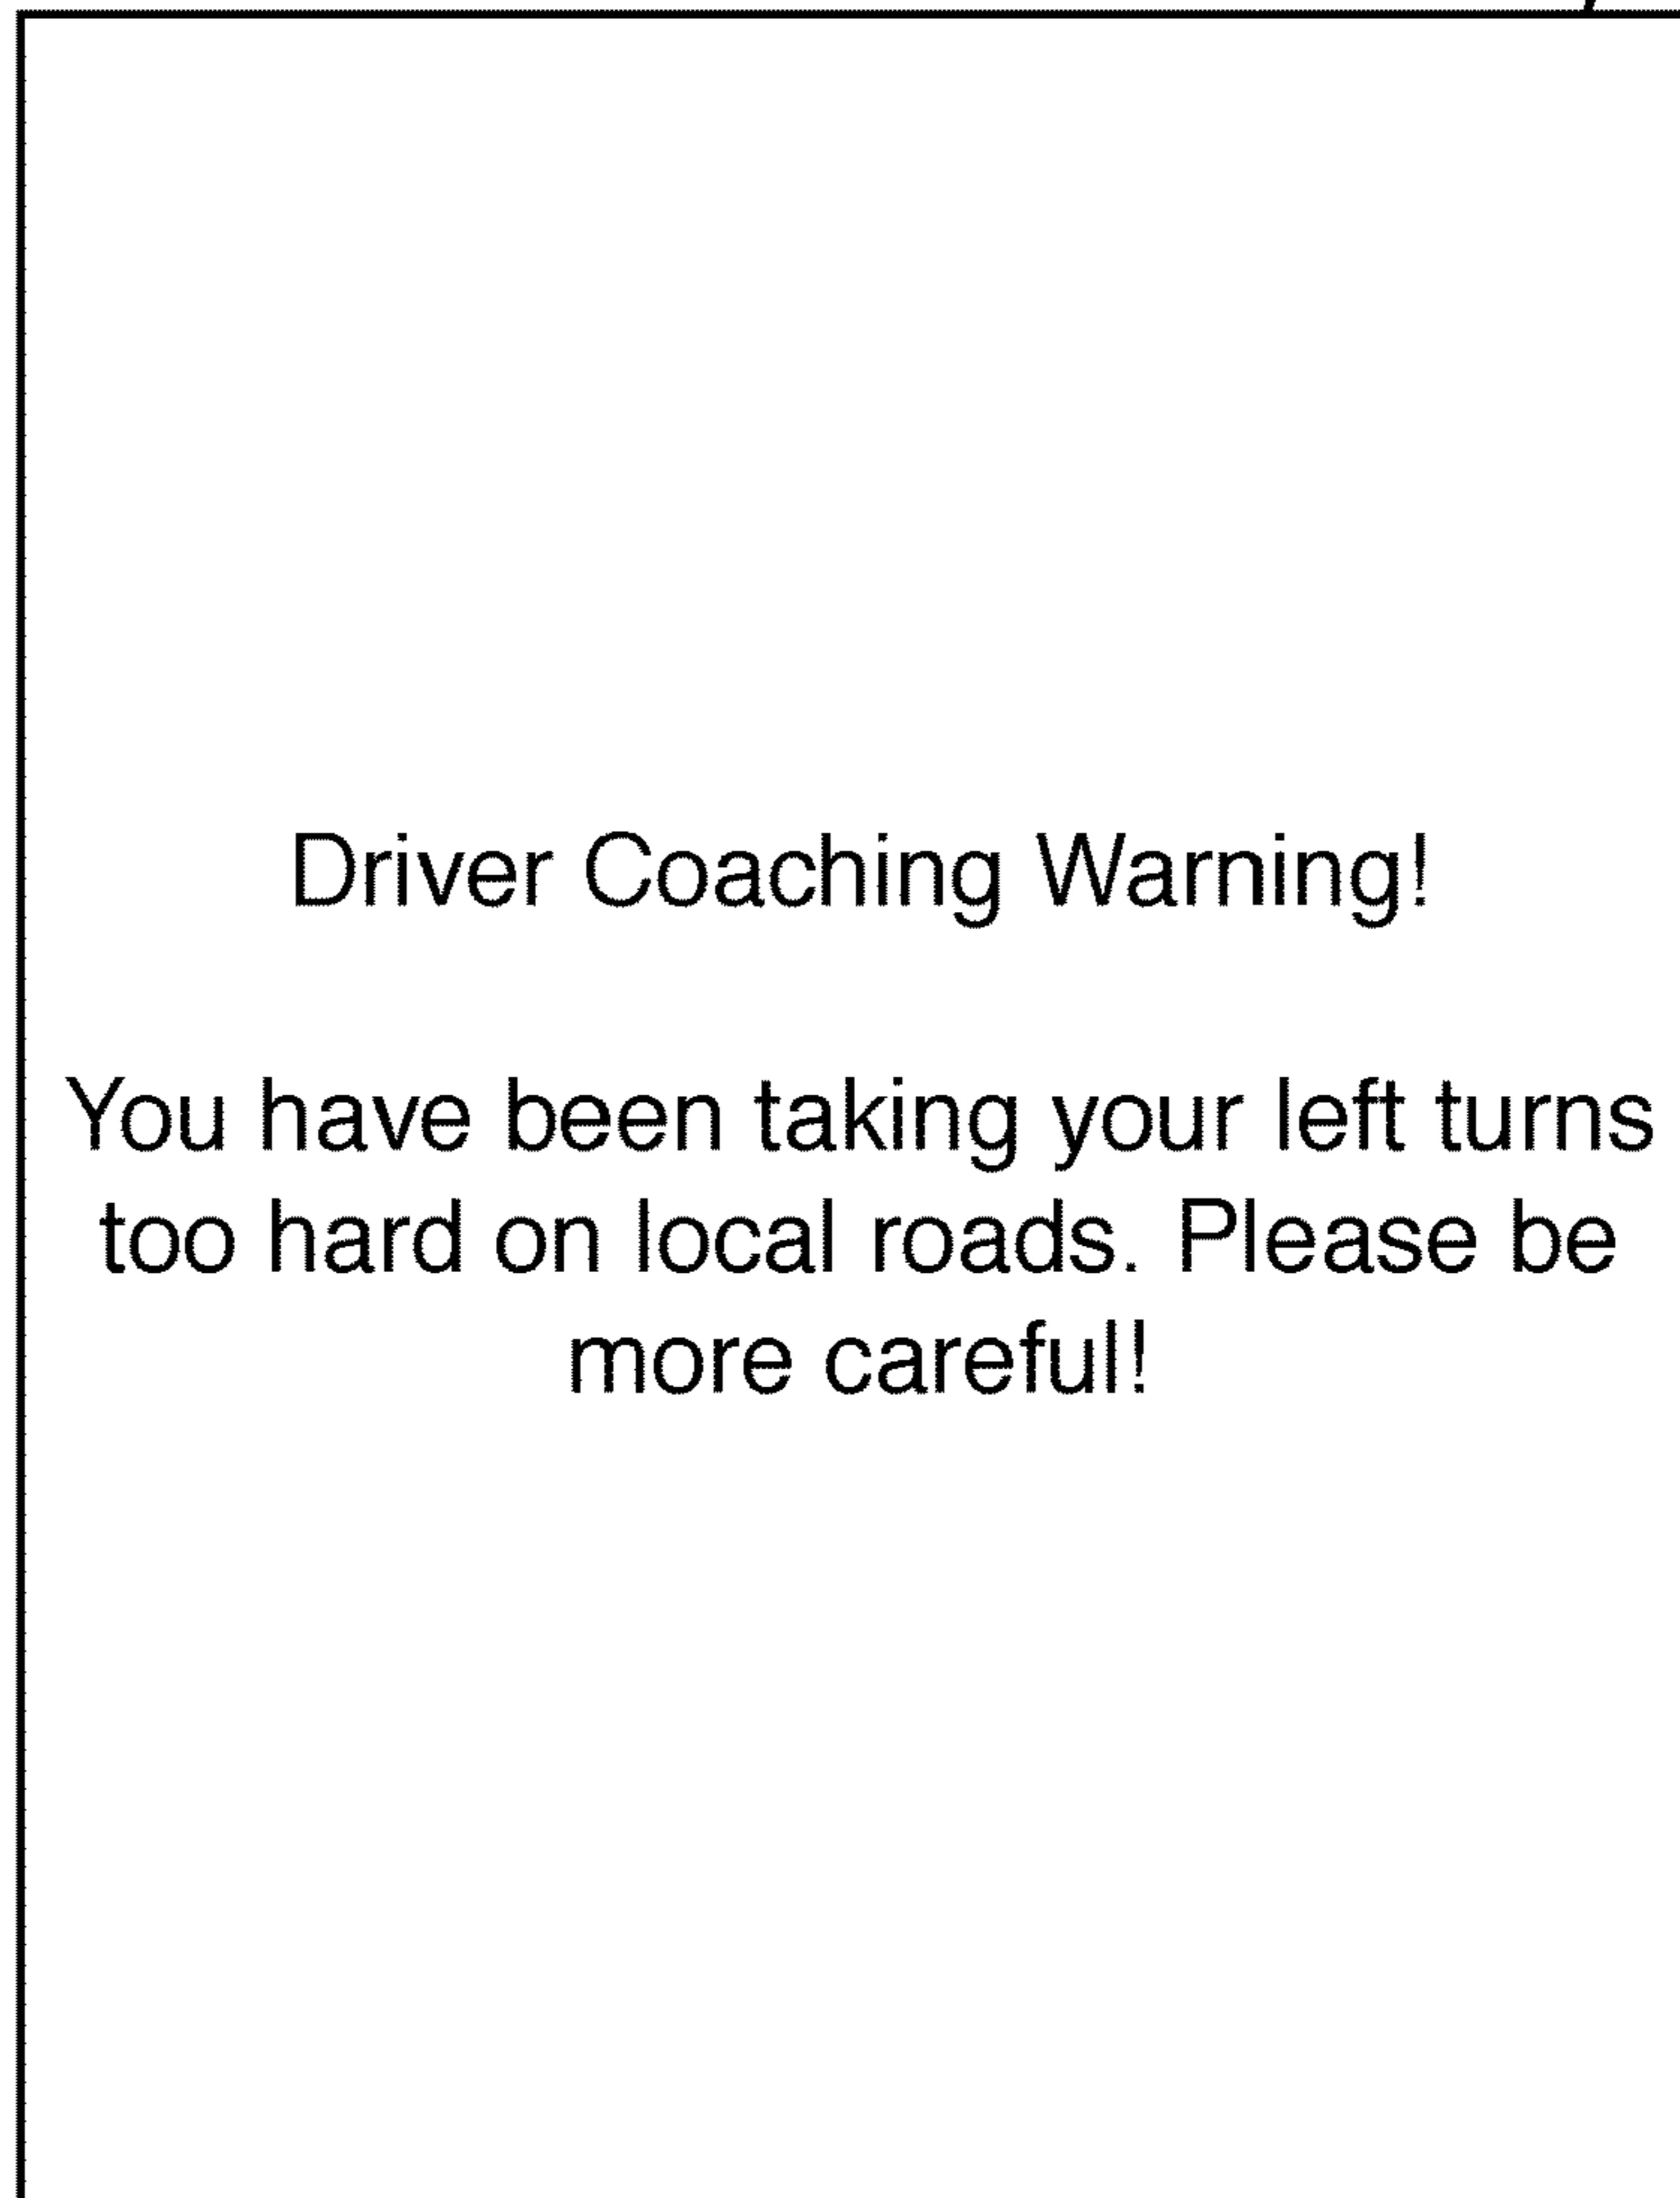 Driver Coaching Warning!
You have been taking your left turns
too hard on local roads. Please be
more careful!